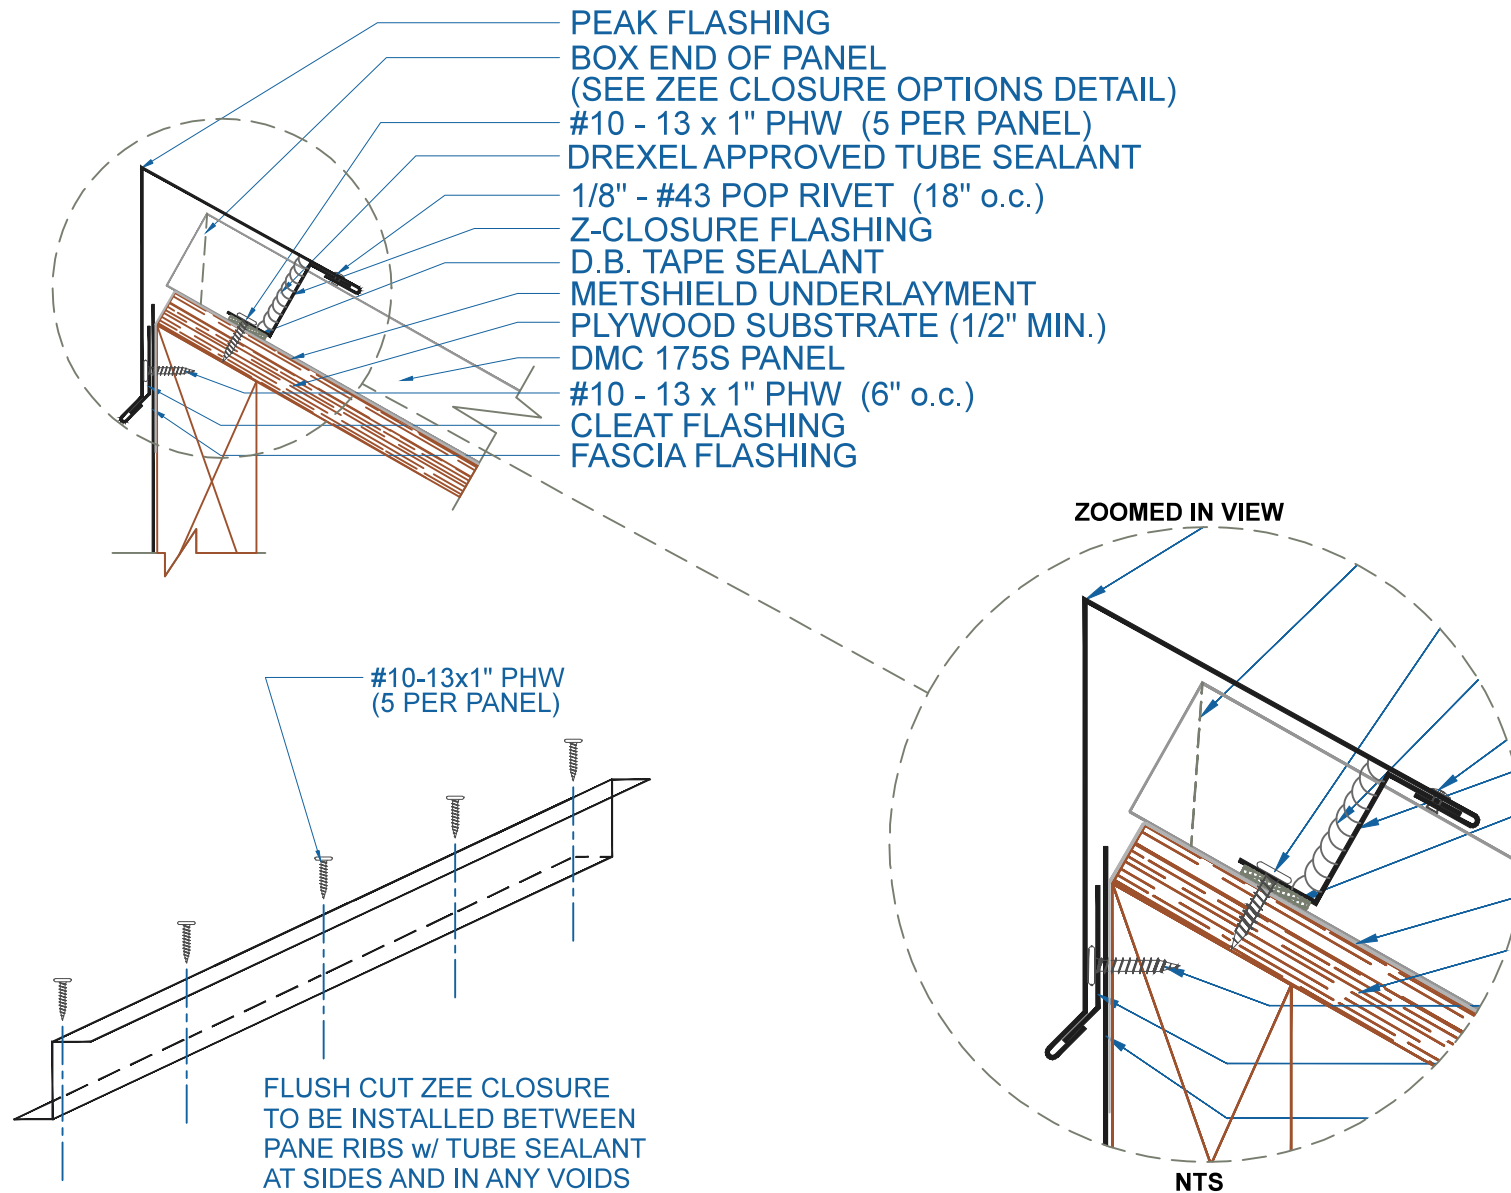 PEAK FLASHING
BOX END OF PANEL
(SEE ZEE CLOSURE OPTIONS DETAIL)
#10 - 13 x 1" PHW (5 PER PANEL)
DREXEL APPROVED TUBE SEALANT
1/8" - #43 POP RIVET (18" o.c.)
Z-CLOSURE FLASHING
D.B. TAPE SEALANT
METSHIELD UNDERLAYMENT
PLYWOOD SUBSTRATE (1/2" MIN.)
DMC 175S PANEL
#10 - 13 x 1" PHW (6" o.c.)
CLEAT FLASHING
FASCIA FLASHING
ZOOMED IN VIEW
#10-13x1" PHW
(5 PER PANEL)
FLUSH CUT ZEE CLOSURE
TO BE INSTALLED BETWEEN
PANE RIBS w/ TUBE SEALANT
AT SIDES AND IN ANY VOIDS
NTS